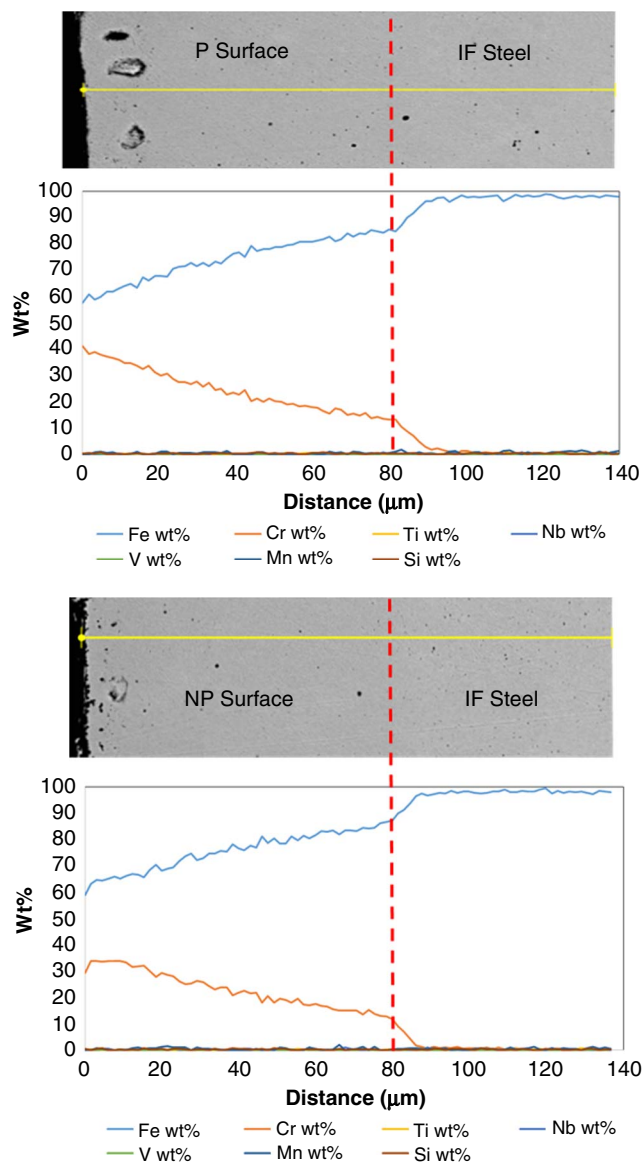 P Surface IF Steel
100
90
80
70
60
50
40
30
20
10
0
Wt%
0 20 40 60 80 100 120 140
Distance (µm)
Fe wt% Cr wt% Ti wt% Nb wt%
V wt% Mn wt% Si wt%
NP Surface IF Steel
100
90
80
70
60
50
40
30
20
10
0
Wt%
0 20 40 60 80 100 120 140
Distance (µm)
Fe wt% Cr wt% Ti wt% Nb wt%
V wt% Mn wt% Si wt%